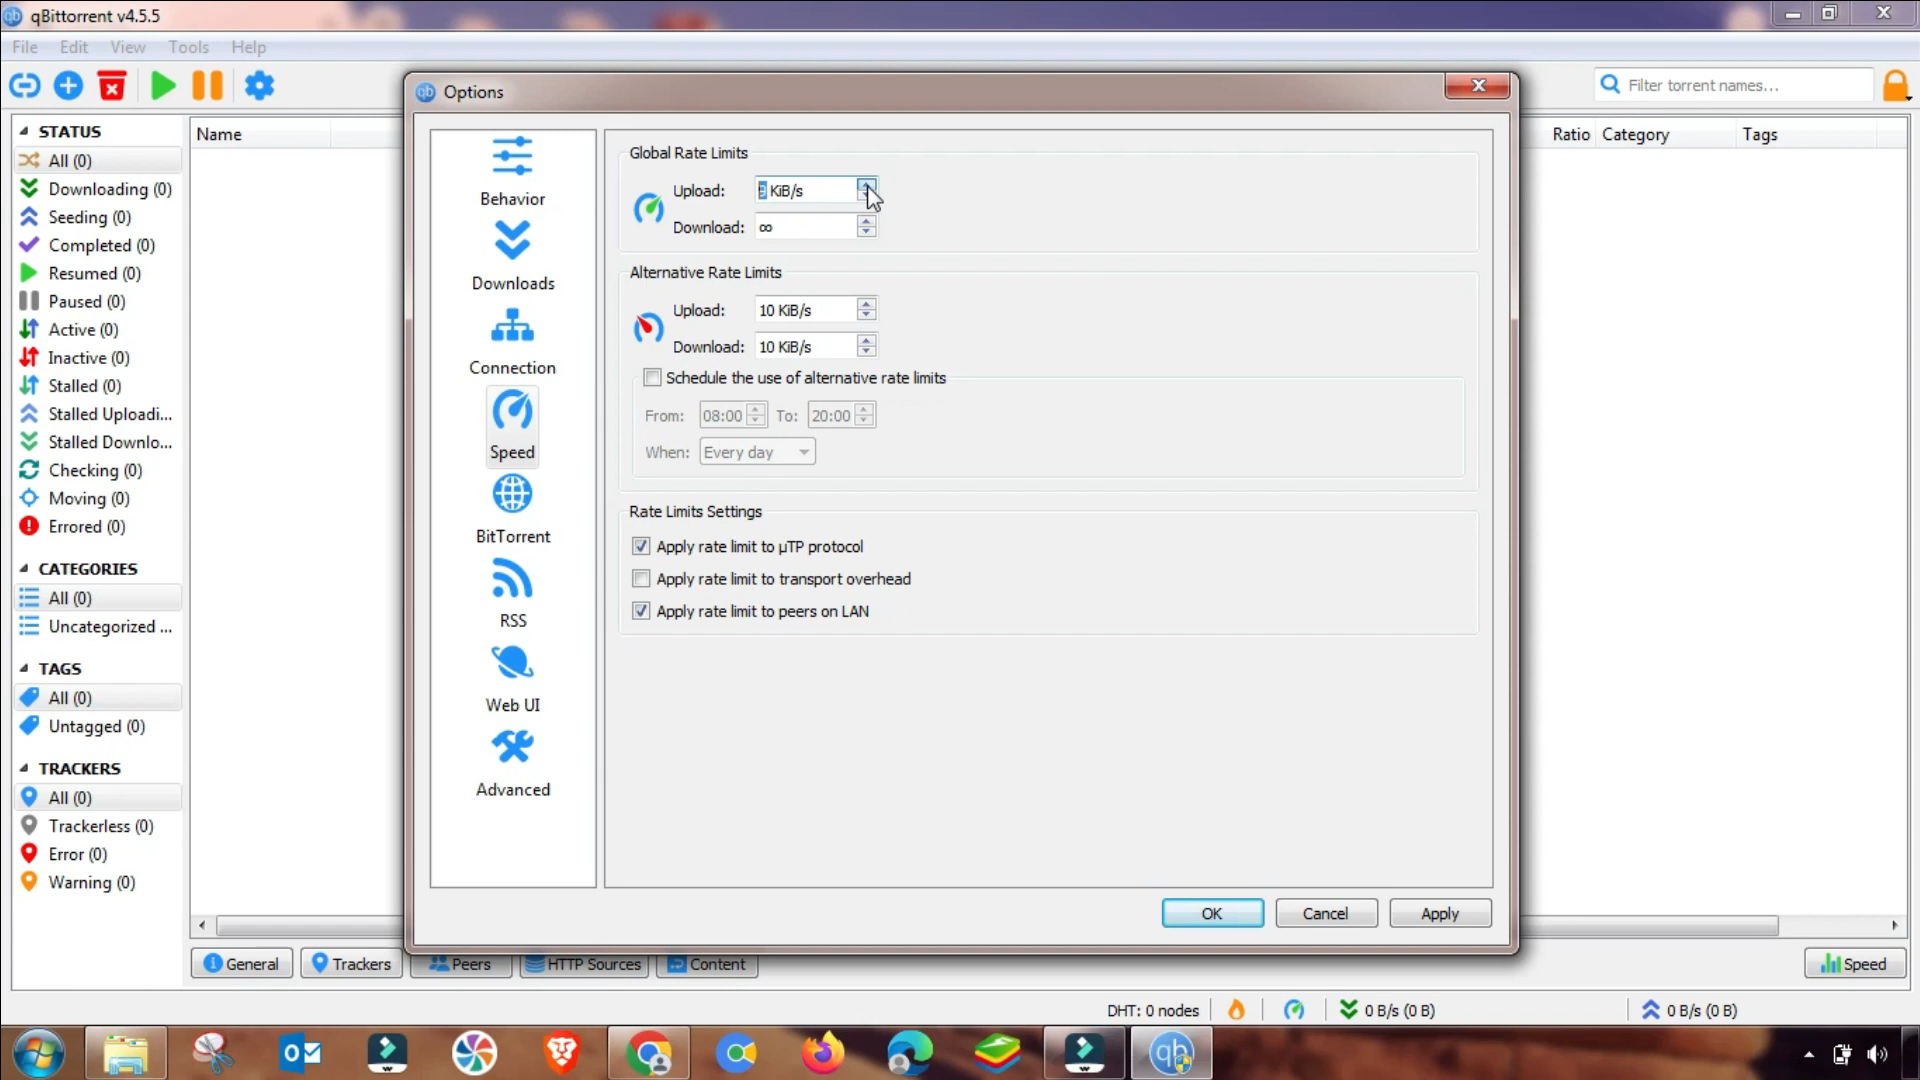 qBittorrent v4.5.5
File Edit View Tools Help
Filter torrent names...
Options
STATUS
All (0)
Downloading (0)
Seeding (0)
Completed (0)
Resumed (0)
Paused (0)
Active (0)
Inactive (0)
Stalled (0)
Stalled Uploadi...
Stalled Downlo...
Checking (0)
Moving (0)
Errored (0)
CATEGORIES
All (0)
Uncategorized ...
TAGS
All (0)
Untagged (0)
TRACKERS
All (0)
Trackerless (0)
Error (0)
Warning (0)
Name
Ratio Category Tags
Behavior
Downloads
Connection
Speed
BitTorrent
RSS
Web UI
Advanced
Global Rate Limits
Upload: KiB/s
Download: ∞
Alternative Rate Limits
Upload: 10 KiB/s
Download: 10 KiB/s
Schedule the use of alternative rate limits
From: 08:00 To: 20:00
When: Every day
Rate Limits Settings
Apply rate limit to µTP protocol
Apply rate limit to transport overhead
Apply rate limit to peers on LAN
OK Cancel Apply
General Trackers Peers HTTP Sources Content Speed
DHT: 0 nodes 0 B/s (0 B) 0 B/s (0 B)